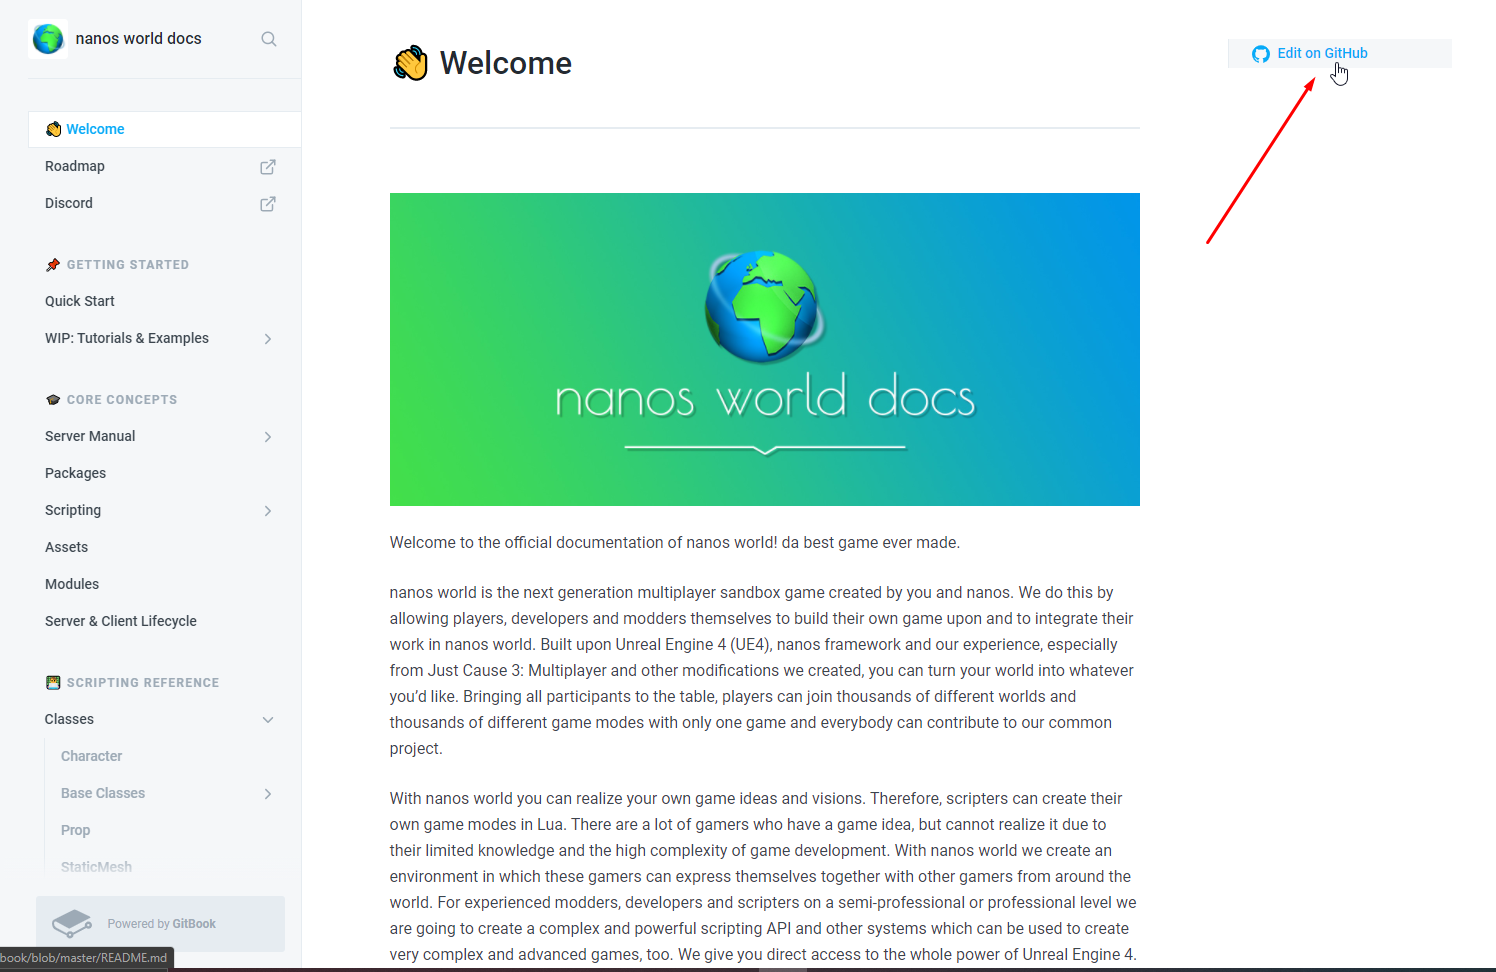 nanos world docs
Welcome
Roadmap
Discord
GETTING STARTED
Quick Start
WIP: Tutorials & Examples
CORE CONCEPTS
Server Manual
Packages
Scripting
Assets
Modules
Server & Client Lifecycle
SCRIPTING REFERENCE
Classes
Character
Base Classes
Prop
StaticMesh
Powered by GitBook
book/blob/master/README.md
Welcome
nanos world docs
Welcome to the official documentation of nanos world! da best game ever made.
nanos world is the next generation multiplayer sandbox game created by you and nanos. We do this by
allowing players, developers and modders themselves to build their own game upon and to integrate their
work in nanos world. Built upon Unreal Engine 4 (UE4), nanos framework and our experience, especially
from Just Cause 3: Multiplayer and other modifications we created, you can turn your world into whatever
you’d like. Bringing all participants to the table, players can join thousands of different worlds and
thousands of different game modes with only one game and everybody can contribute to our common
project.
With nanos world you can realize your own game ideas and visions. Therefore, scripters can create their
own game modes in Lua. There are a lot of gamers who have a game idea, but cannot realize it due to
their limited knowledge and the high complexity of game development. With nanos world we create an
environment in which these gamers can express themselves together with other gamers from around the
world. For experienced modders, developers and scripters on a semi-professional or professional level we
are going to create a complex and powerful scripting API and other systems which can be used to create
very complex and advanced games, too. We give you direct access to the whole power of Unreal Engine 4.
Edit on GitHub